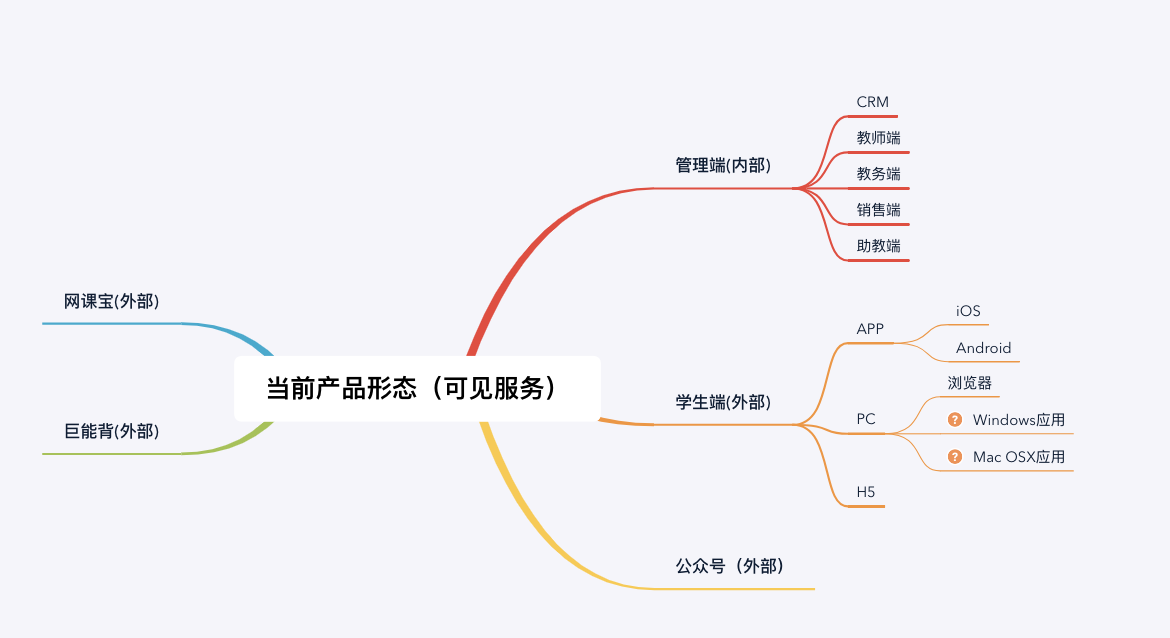 当前产品形态（可见服务）
管理端(内部)
CRM
教师端
教务端
销售端
助教端
学生端(外部)
APP
iOS
Android
PC
浏览器
? Windows应用
? Mac OSX应用
H5
公众号（外部）
网课宝(外部)
巨能背(外部)